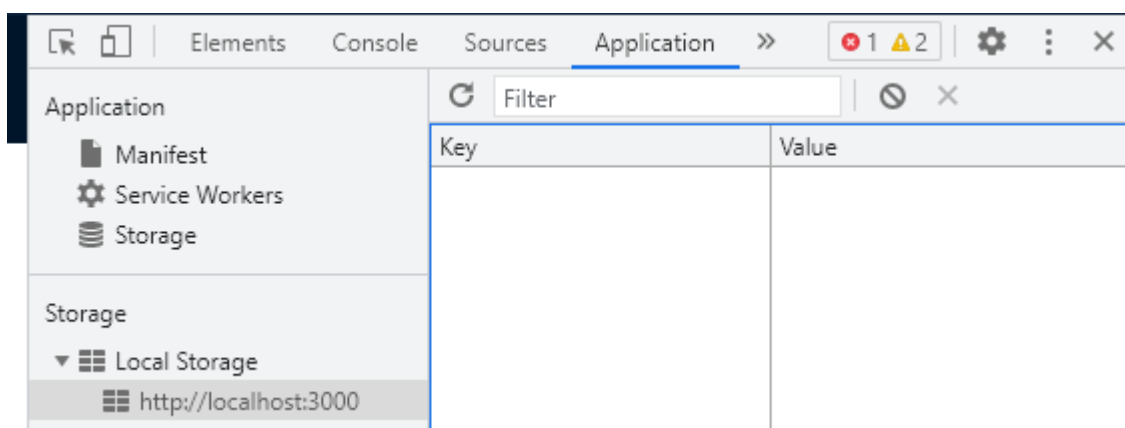 Elements Console Sources Application » 1 2
Application
Filter
Key Value
Manifest
Service Workers
Storage
Storage
Local Storage
http://localhost:3000